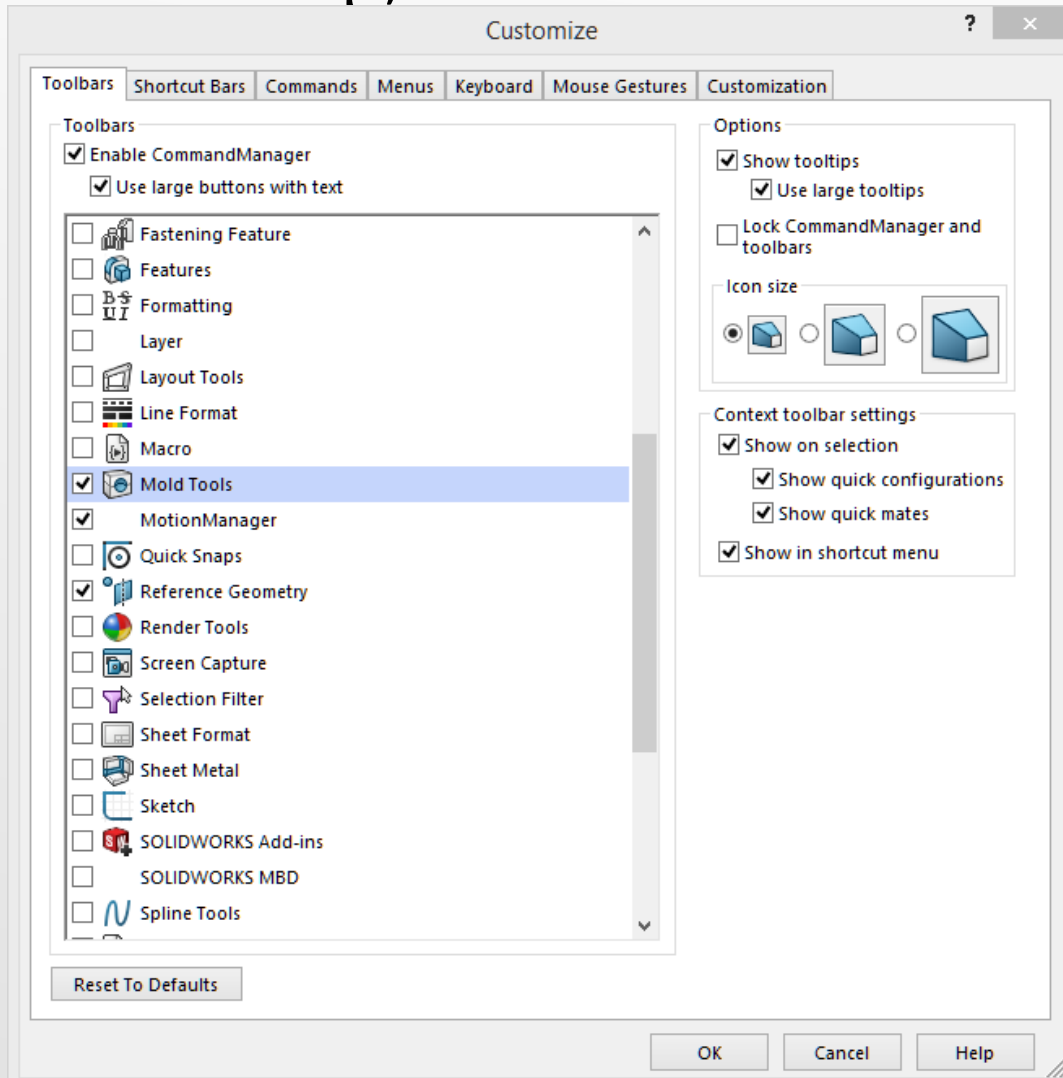 Customize
?
Toolbars
Shortcut Bars
Commands
Menus
Keyboard
Mouse Gestures
Customization
Toolbars
Enable CommandManager
Use large buttons with text
Fastening Feature
Features
Formatting
Layer
Layout Tools
Line Format
Macro
Mold Tools
MotionManager
Quick Snaps
Reference Geometry
Render Tools
Screen Capture
Selection Filter
Sheet Format
Sheet Metal
Sketch
SOLIDWORKS Add-ins
SOLIDWORKS MBD
Spline Tools
Reset To Defaults
Options
Show tooltips
Use large tooltips
Lock CommandManager and
toolbars
Icon size
Context toolbar settings
Show on selection
Show quick configurations
Show quick mates
Show in shortcut menu
OK
Cancel
Help